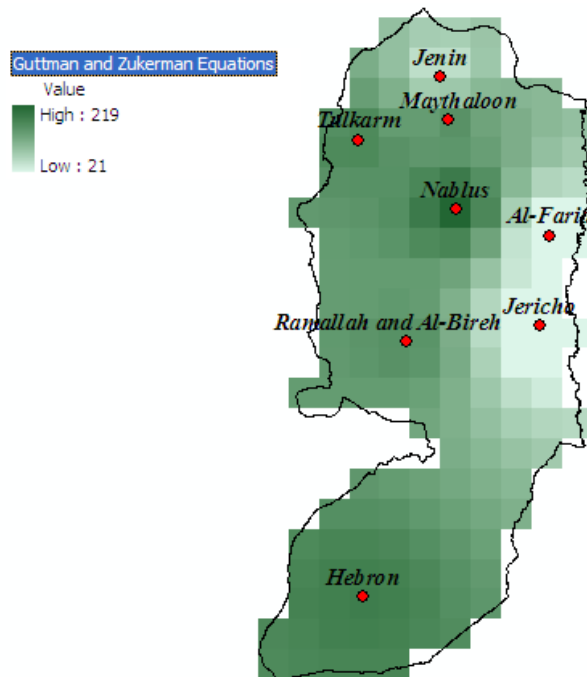 Guttman and Zukerman Equations
Value
High : 219
Low : 21
Jenin
Maythaloon
Tulkarm
Nablus
Al-Fari
Jericho
Ramallah and Al-Bireh
Hebron